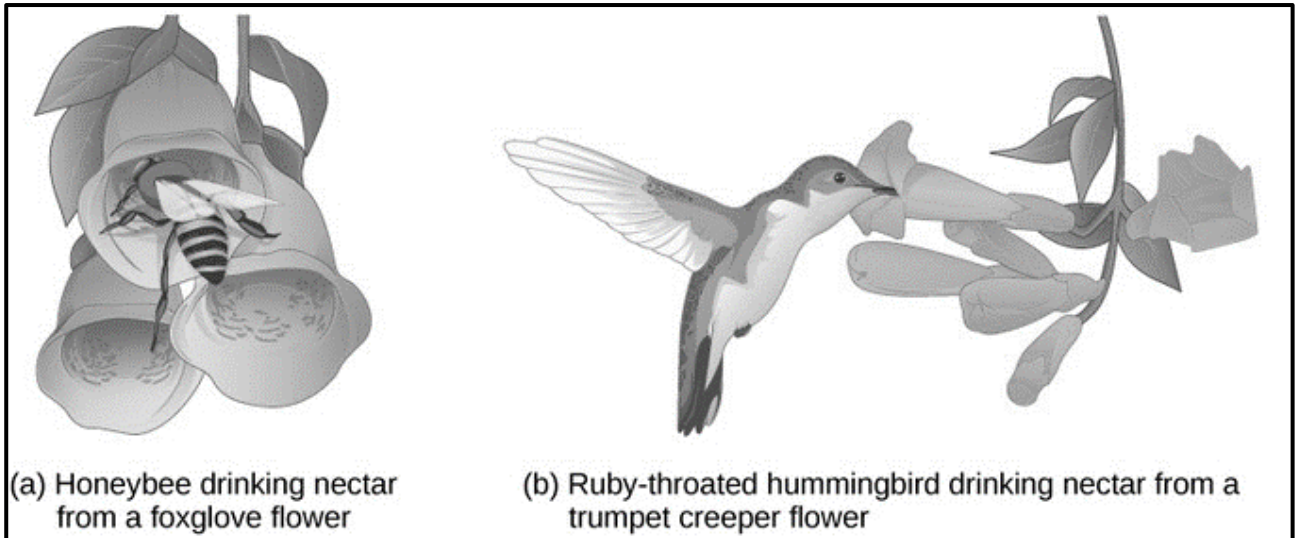 (a) Honeybee drinking nectar
from a foxglove flower
(b) Ruby-throated hummingbird drinking nectar from a
trumpet creeper flower